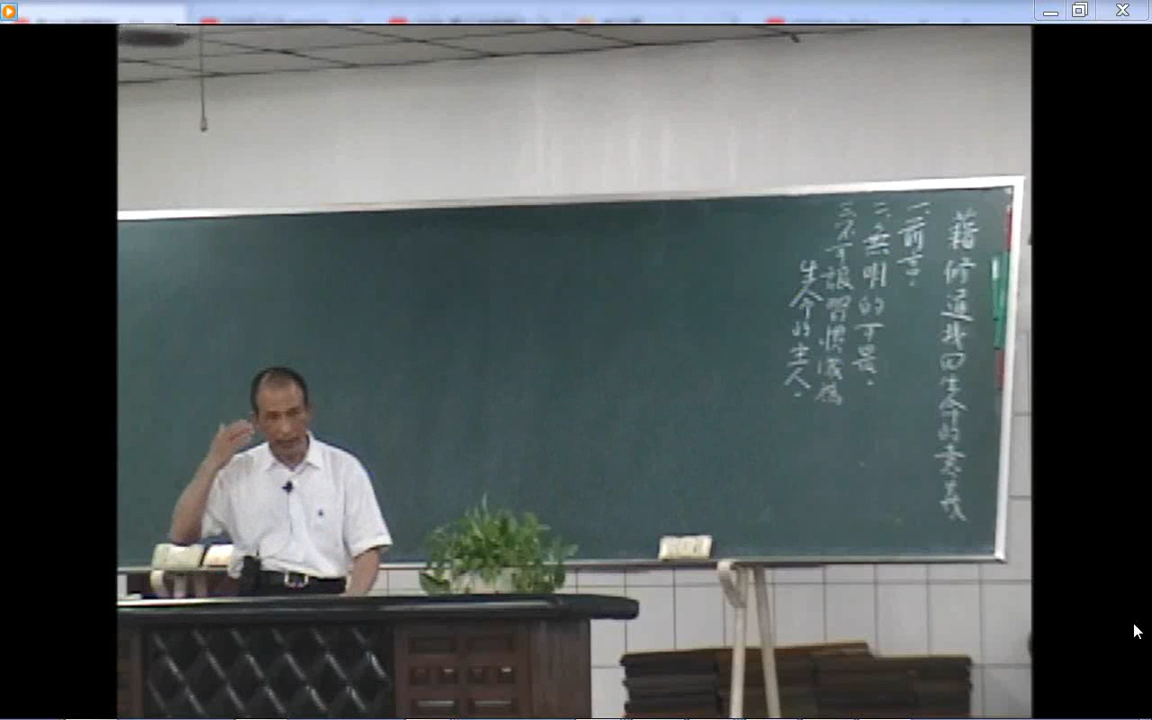 藉修道找回生命的意義
一、前言。
二、無明的可畏。
三、不可讓習慣成為
生命的主人。